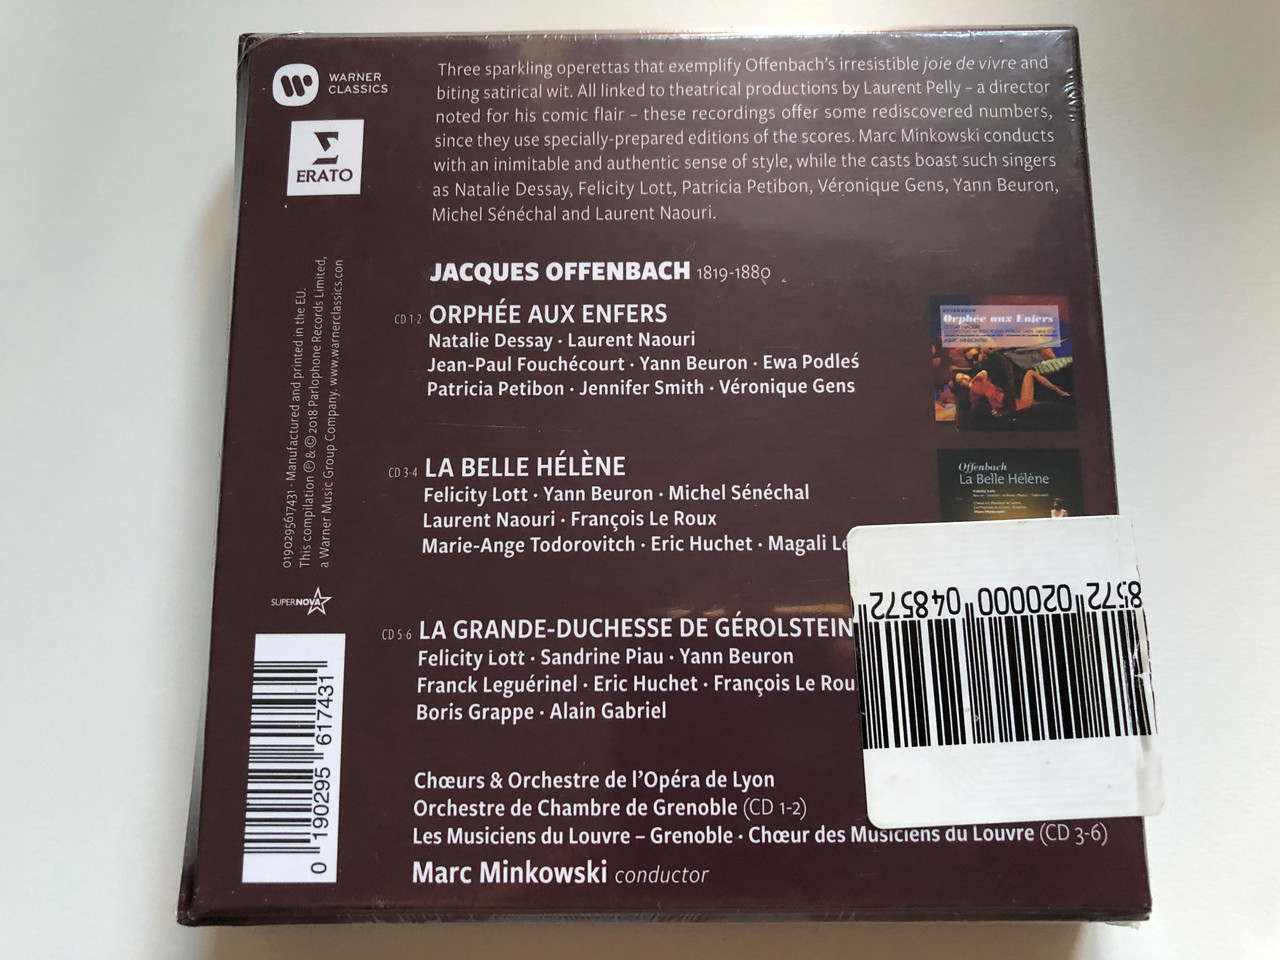 WARNER
CLASSICS
ERATO
Three sparkling operettas that exemplify Offenbach's irresistible joie de vivre and
biting satirical wit. All linked to theatrical productions by Laurent Pelly – a director
noted for his comic flair – these recordings offer some rediscovered numbers,
since they use specially-prepared editions of the scores. Marc Minkowski conducts
with an inimitable and authentic sense of style, while the casts boast such singers
as Natalie Dessay, Felicity Lott, Patricia Petibon, Véronique Gens, Yann Beuron,
Michel Sénéchal and Laurent Naouri.
JACQUES OFFENBACH 1819-1880
CD 1-2 ORPHÉE AUX ENFERS
Natalie Dessay · Laurent Naouri
Jean-Paul Fouchécourt · Yann Beuron · Ewa Podleś
Patricia Petibon · Jennifer Smith · Véronique Gens
OFFENBACH
Orphée aux Enfers
CD 3-4 LA BELLE HÉLÈNE
Felicity Lott · Yann Beuron · Michel Sénéchal
Laurent Naouri · François Le Roux
Marie-Ange Todorovitch · Eric Huchet · Magali
Offenbach
La Belle Hélène
Felicity Lott
CD 5-6 LA GRANDE-DUCHESSE DE GÉROLSTEIN
Felicity Lott · Sandrine Piau · Yann Beuron
Franck Leguérinel · Eric Huchet · François Le Rou
Boris Grappe · Alain Gabriel
Chœurs & Orchestre de l'Opéra de Lyon
Orchestre de Chambre de Grenoble (CD 1-2)
Les Musiciens du Louvre – Grenoble · Chœur des Musiciens du Louvre (CD 3-6)
Marc Minkowski conductor
0190295617431 · Manufactured and printed in the EU.
This compilation ℗ & © 2018 Parlophone Records Limited,
a Warner Music Group Company. www.warnerclassics.con
SUPERNOVA
0 190295 617431
048572 020000 048572
8572